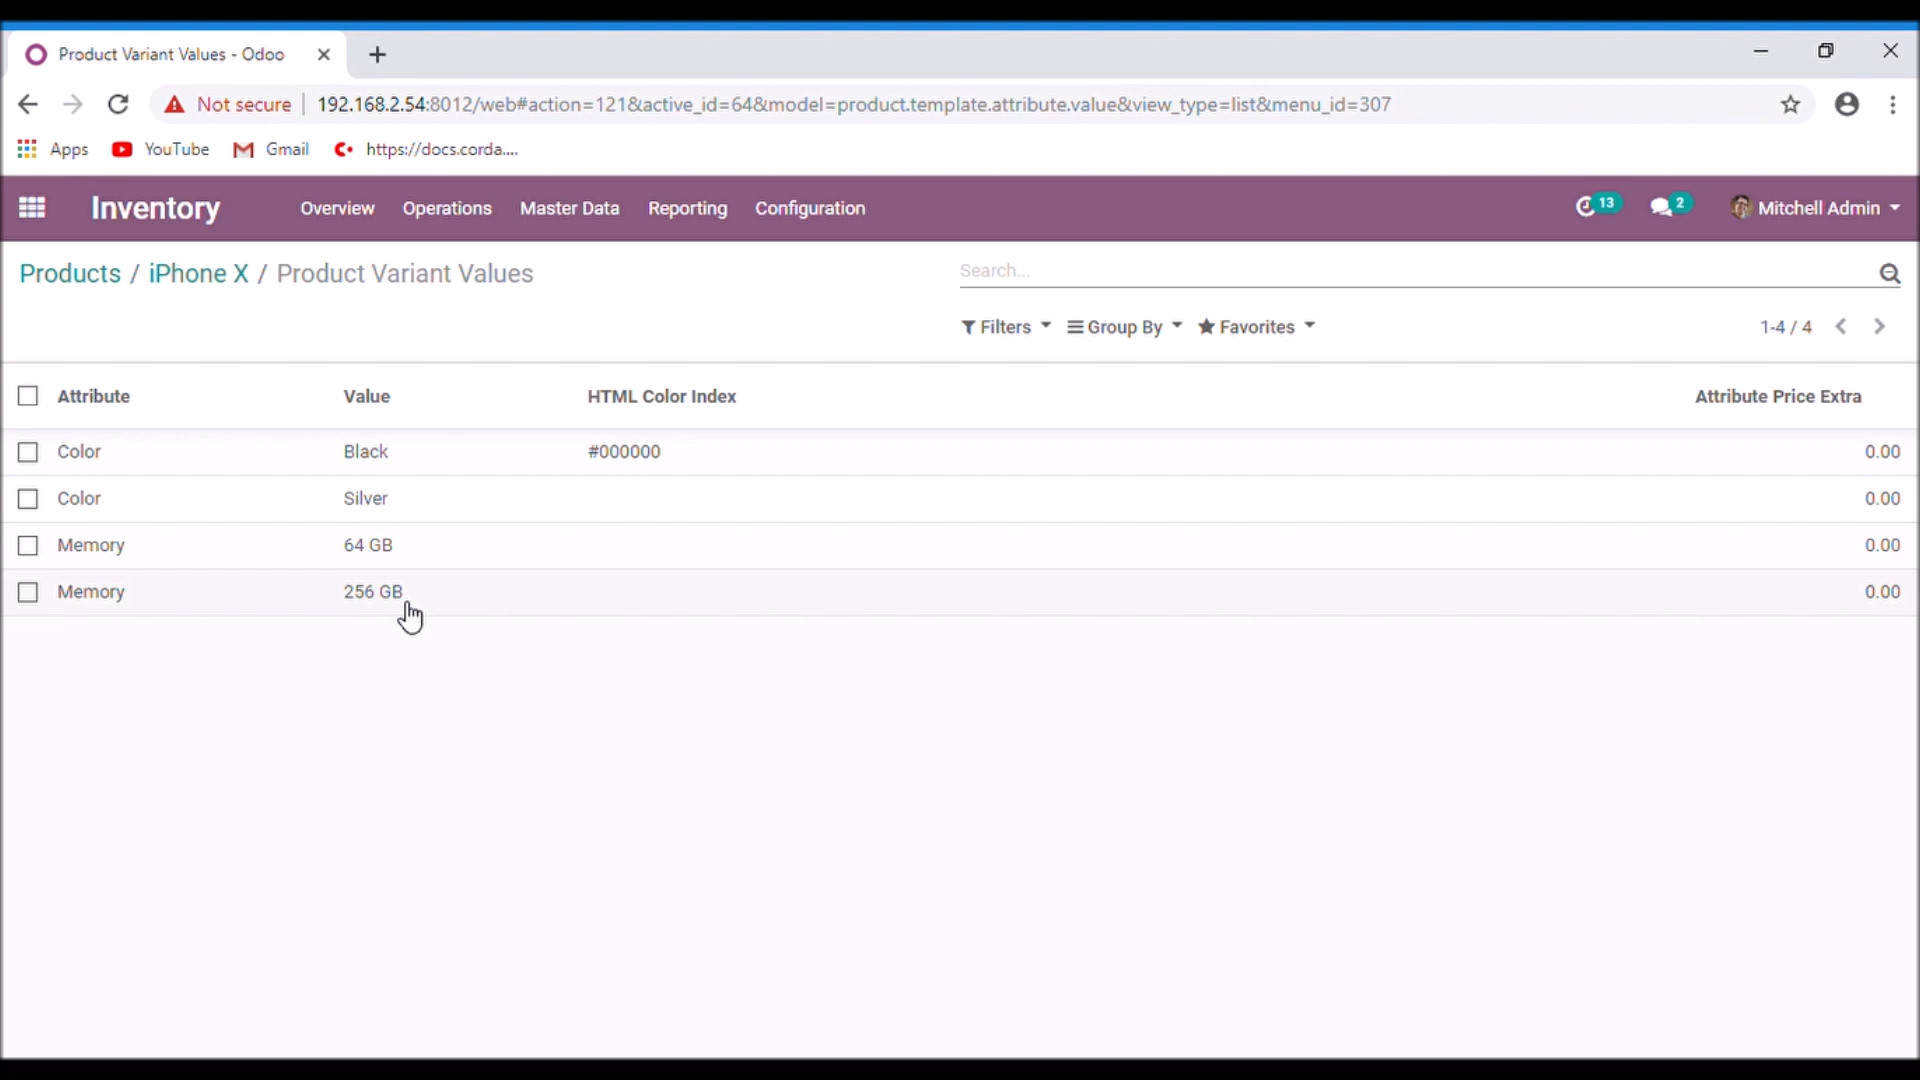 Product Variant Values - Odoo
Not secure 192.168.2.54:8012/web#action=121&active_id=64&model=product.template.attribute.value&view_type=list&menu_id=307
Apps YouTube Gmail https://docs.corda....
Inventory Overview Operations Master Data Reporting Configuration 13 2 Mitchell Admin
Products / iPhone X / Product Variant Values Search...
Filters Group By Favorites 1-4 / 4
Attribute Value HTML Color Index Attribute Price Extra
Color Black #000000 0.00
Color Silver 0.00
Memory 64 GB 0.00
Memory 256 GB 0.00